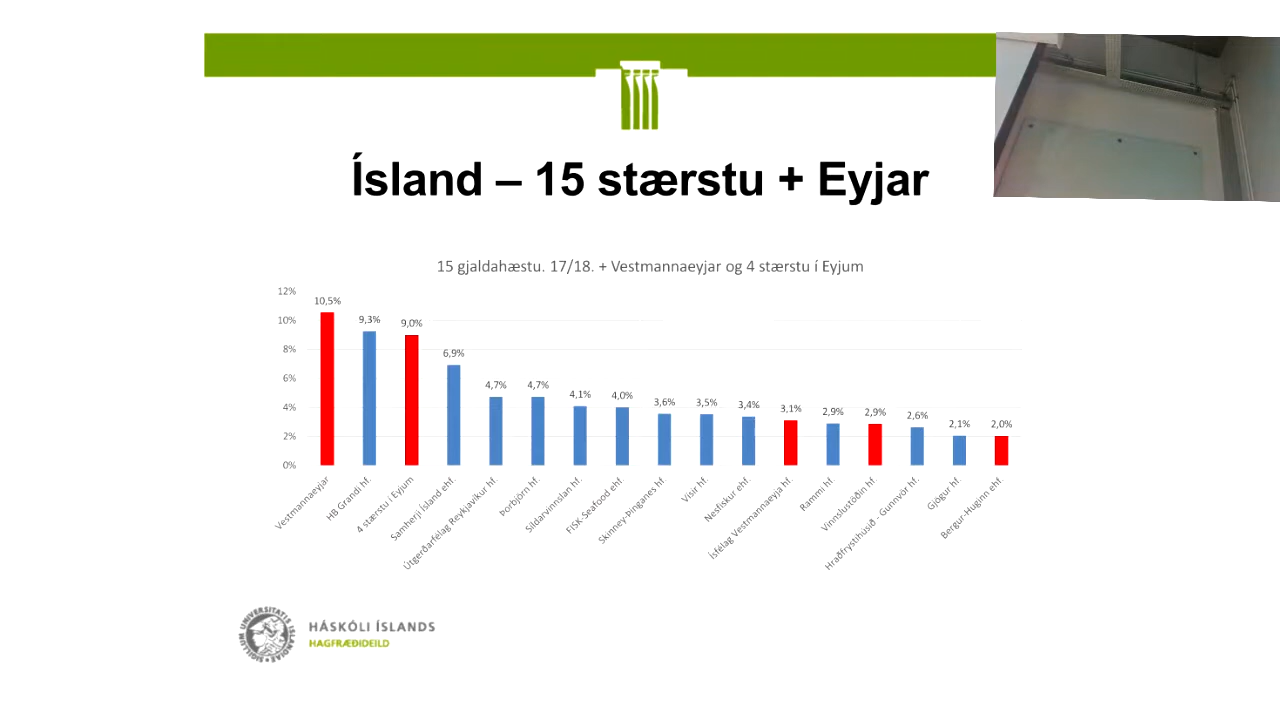 Ísland – 15 stærstu + Eyjar
15 gjaldahæstu. 17/18. + Vestmannaeyjar og 4 stærstu í Eyjum
12%
10%
8%
6%
4%
2%
0%
10,5%
9,3%
9,0%
6,9%
4,7%
4,7%
4,1%
4,0%
3,6%
3,5%
3,4%
3,1%
2,9%
2,9%
2,6%
2,1%
2,0%
Vestmannaeyjar
HB Grandi hf.
4 stærstu í Eyjum
Samherji Ísland ehf.
Útgerðarfélag Reykjavíkur hf.
Þorbjörn hf.
Síldarvinnslan hf.
FISK-Seafood ehf.
Skinney-Þinganes hf.
Vísir hf.
Nesfiskur ehf.
Ísfélag Vestmannaeyja hf.
Rammi hf.
Vinnslustöðin hf.
Hraðfrystihúsið - Gunnvör hf.
Gjögur hf.
Bergur-Huginn ehf.
SIGILLUM UNIVERSITATIS ISLANDIAE
HÁSKÓLI ÍSLANDS
HAGFRÆÐIDEILD